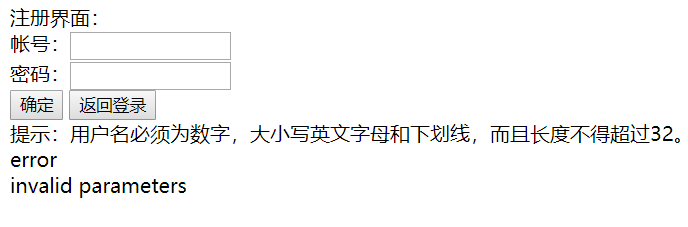 注册界面：
帐号：
密码：
确定 返回登录
提示：用户名必须为数字，大小写英文字母和下划线，而且长度不得超过32。
error
invalid parameters